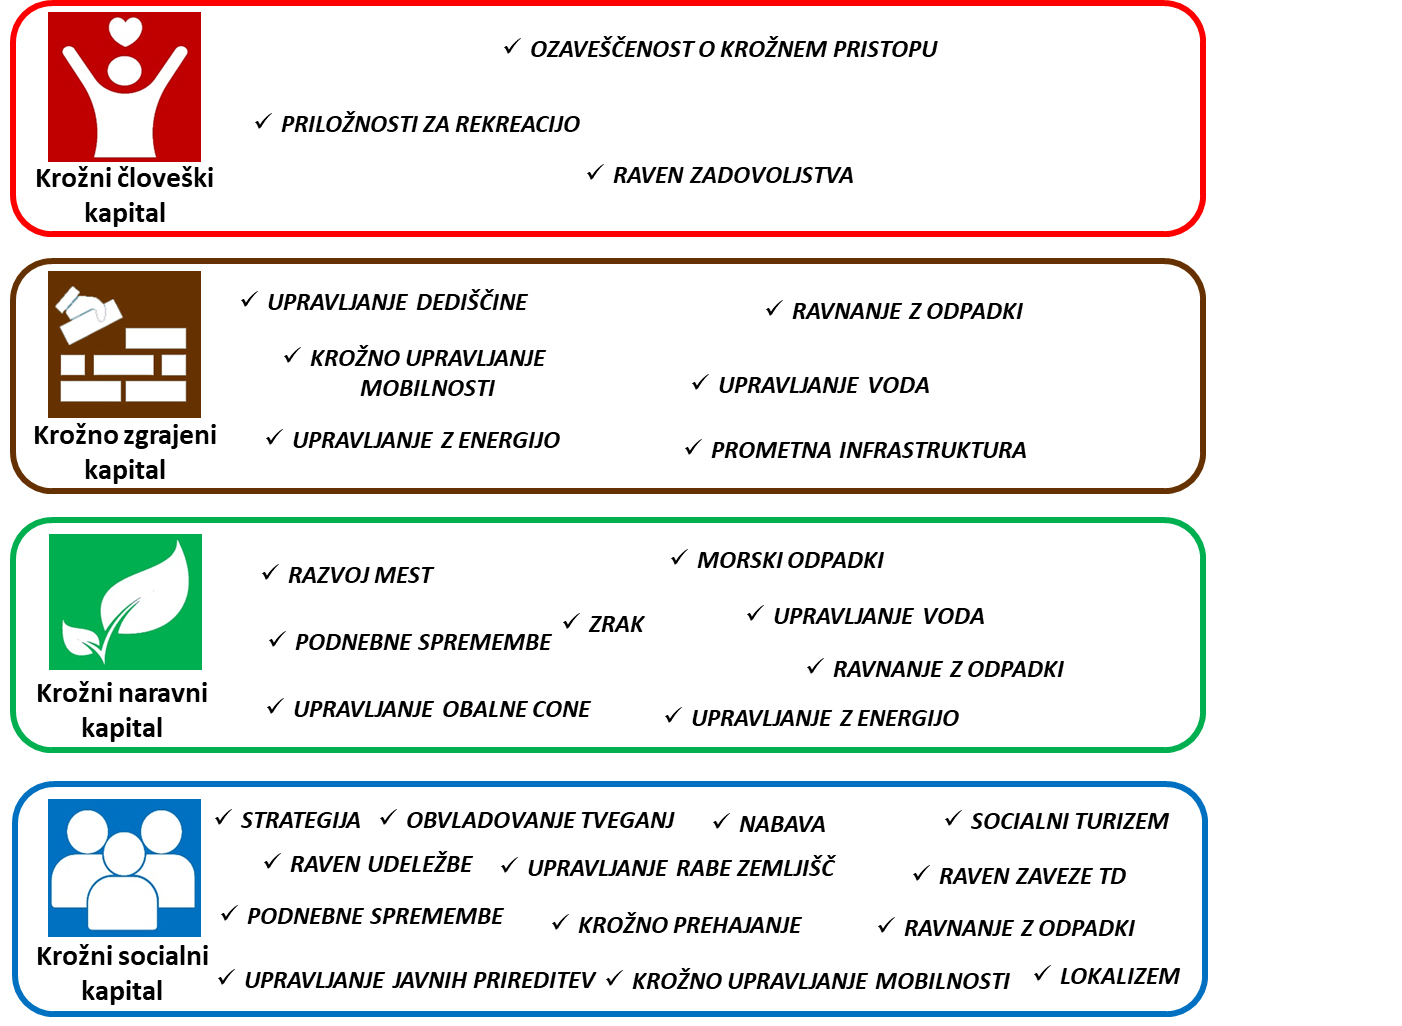 ✓ OZAVEŠČENOST O KROŽNEM PRISTOPU
✓ PRILOŽNOSTI ZA REKREACIJO
✓ RAVEN ZADOVOLJSTVA
Krožni človeški
kapital
✓ UPRAVLJANJE DEDIŠČINE
✓ RAVNANJE Z ODPADKI
✓ KROŽNO UPRAVLJANJE
MOBILNOSTI
✓ UPRAVLJANJE VODA
✓ UPRAVLJANJE Z ENERGIJO
✓ PROMETNA INFRASTRUKTURA
Krožno zgrajeni
kapital
✓ MORSKI ODPADKI
✓ RAZVOJ MEST
✓ ZRAK
✓ UPRAVLJANJE VODA
✓ PODNEBNE SPREMEMBE
✓ RAVNANJE Z ODPADKI
✓ UPRAVLJANJE OBALNE CONE
✓ UPRAVLJANJE Z ENERGIJO
Krožni naravni
kapital
✓ STRATEGIJA ✓ OBVLADOVANJE TVEGANJ ✓ NABAVA ✓ SOCIALNI TURIZEM
✓ RAVEN UDELEŽBE ✓ UPRAVLJANJE RABE ZEMLJIŠČ ✓ RAVEN ZAVEZE TD
✓ PODNEBNE SPREMEMBE ✓ KROŽNO PREHAJANJE ✓ RAVNANJE Z ODPADKI
✓ UPRAVLJANJE JAVNIH PRIREDITEV ✓ KROŽNO UPRAVLJANJE MOBILNOSTI ✓ LOKALIZEM
Krožni socialni
kapital